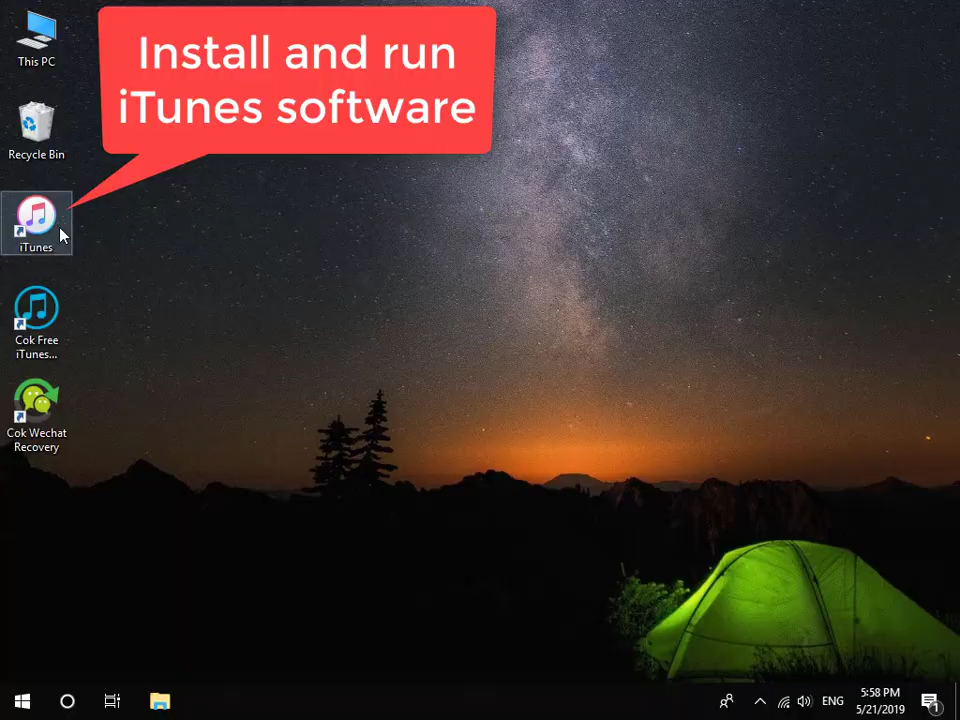 Install and run
iTunes software
This PC
Recycle Bin
iTunes
Cok Free
iTunes...
Cok Wechat
Recovery
ENG
5:58 PM
5/21/2019
1